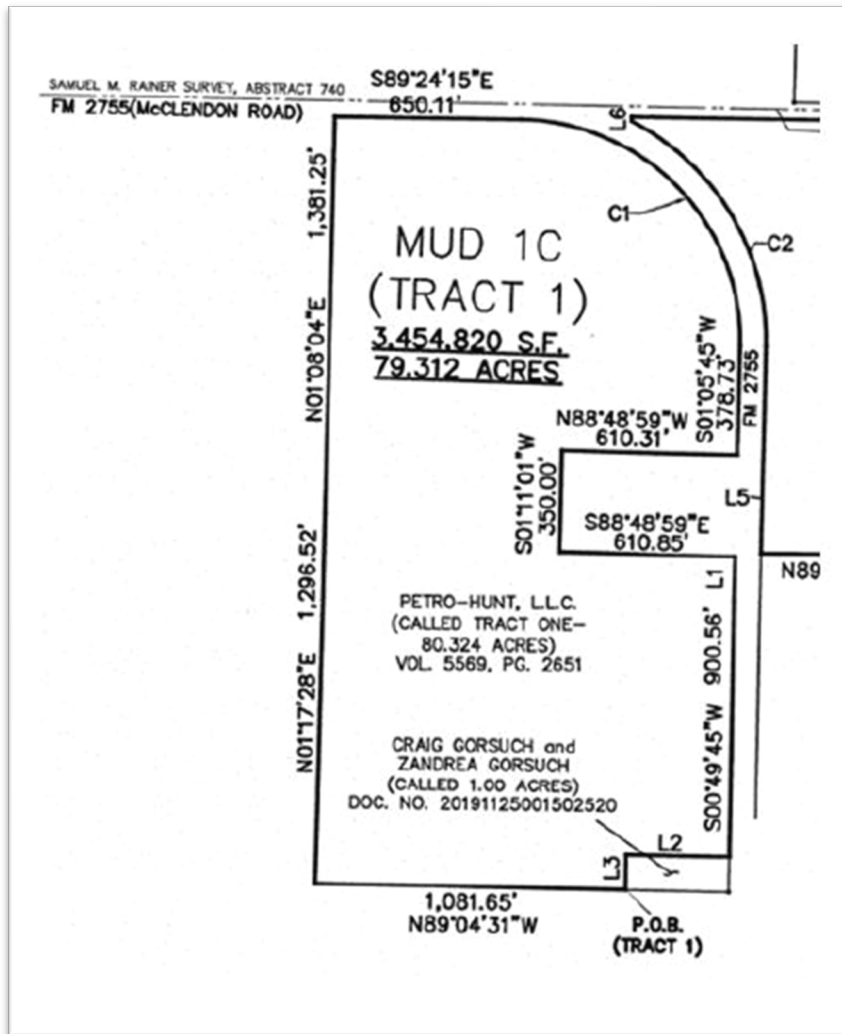 SAMUEL M. RAINER SURVEY, ABSTRACT 740
S89°24'15"E
650.11'
FM 2755(McCLENDON ROAD)
L6
1,381.25'
N01°08'04"E
C1
C2
MUD 1C
(TRACT 1)
3,454,820 S.F.
79.312 ACRES
S01°05'45"W
378.73'
FM 2755
N88°48'59"W
610.31'
S01°11'01"W
350.00'
L5
S88°48'59"E
610.85'
N89
L1
1,296.52'
N01°17'28"E
PETRO-HUNT, L.L.C.
(CALLED TRACT ONE-
80.324 ACRES)
VOL. 5569, PG. 2651
S00°49'45"W 900.56'
CRAIG GORSUCH and
ZANDREA GORSUCH
(CALLED 1.00 ACRES)
DOC. NO. 20191125001502520
L2
L3
1,081.65'
N89°04'31"W
P.O.B.
(TRACT 1)